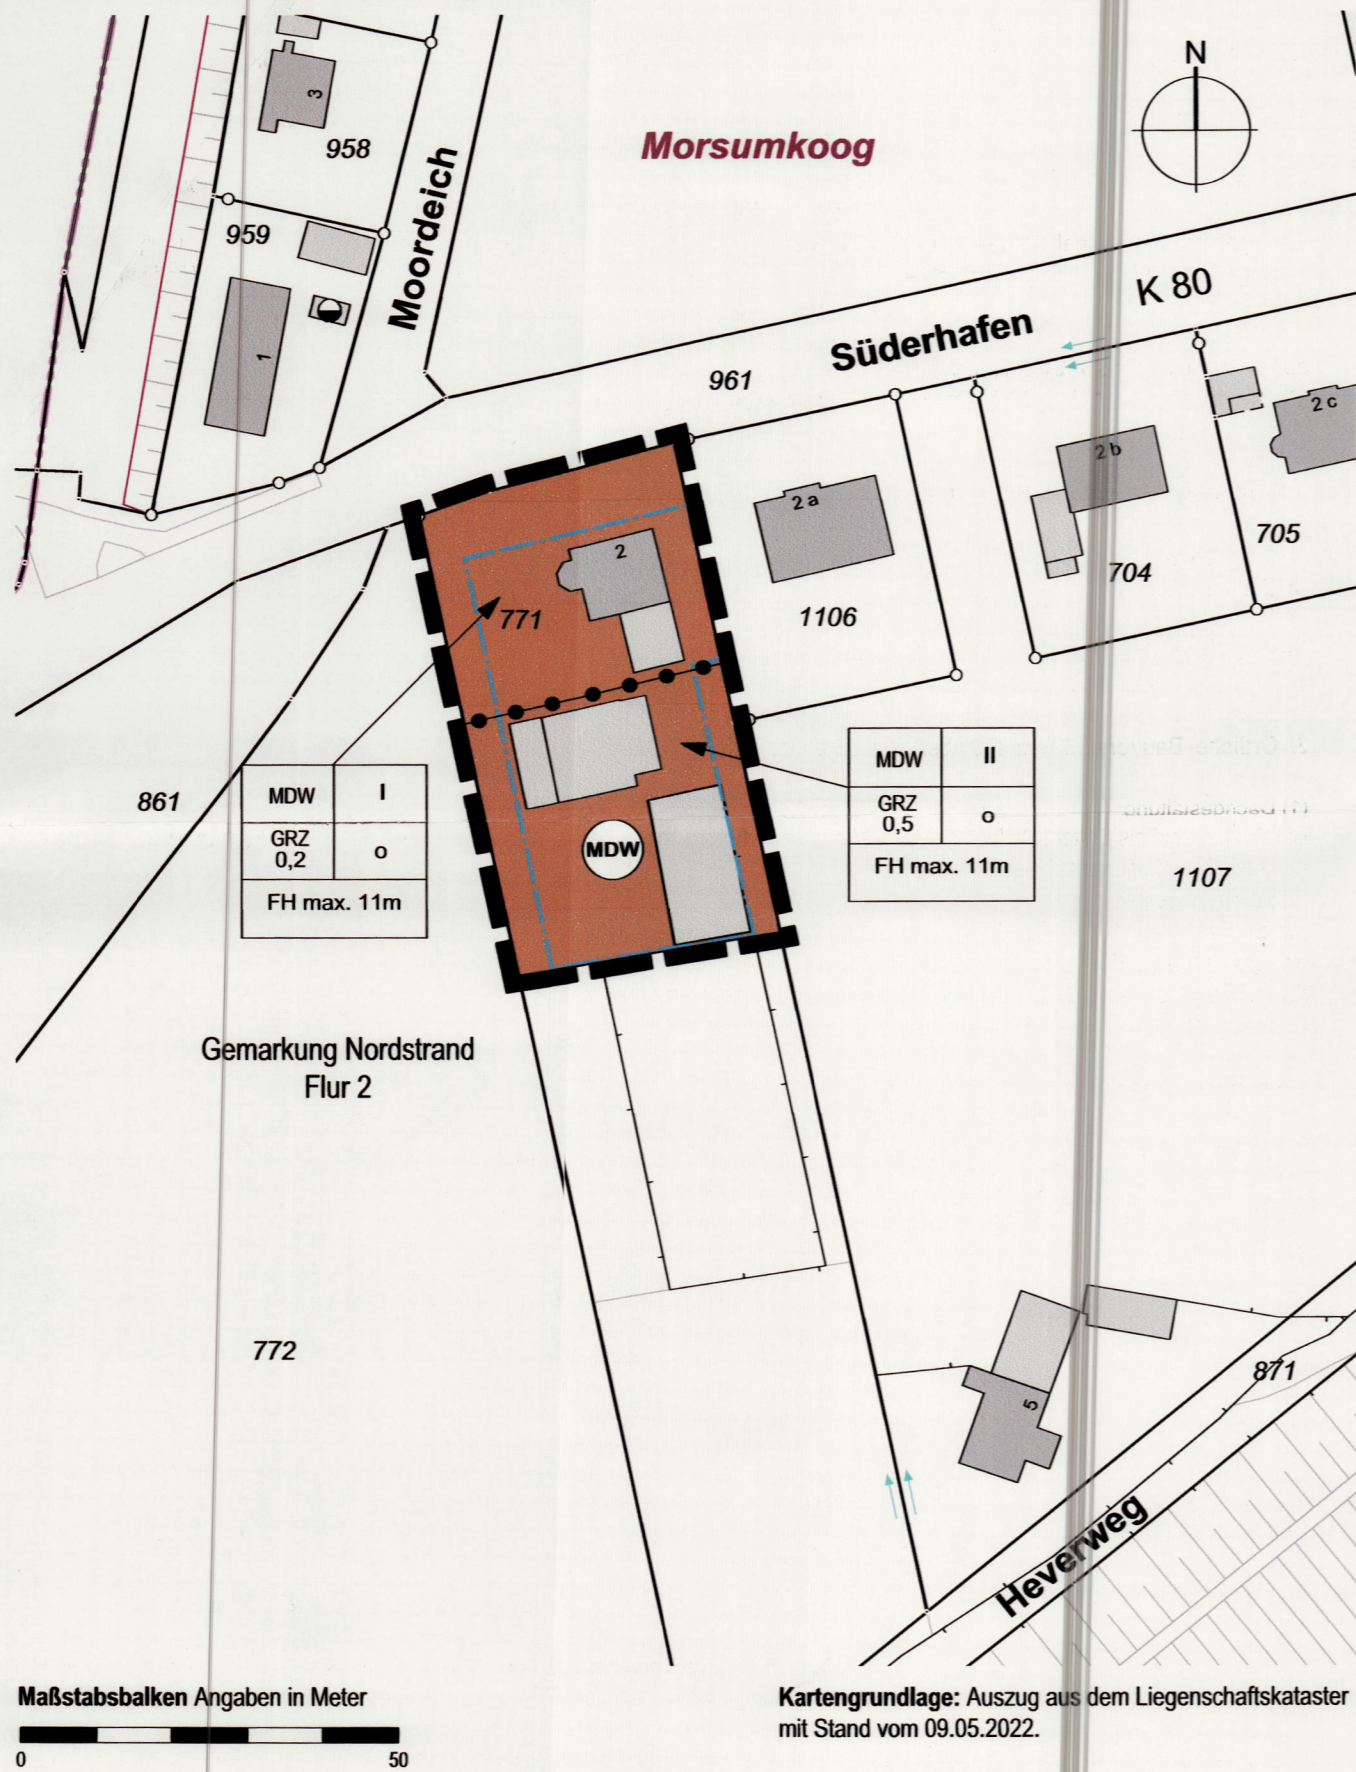 N
3
958
Morsumkoog
959
Moordeich
1
K 80
Süderhafen
961
2 c
2 b
2 a
705
704
2
771
1106
MDW I
GRZ
0,2 o
FH max. 11m
MDW II
GRZ
0,5 o
FH max. 11m
861
MDW
1107
Gemarkung Nordstrand
Flur 2
772
871
5
Heverweg
Maßstabsbalken Angaben in Meter
0 50
Kartengrundlage: Auszug aus dem Liegenschaftskataster
mit Stand vom 09.05.2022.